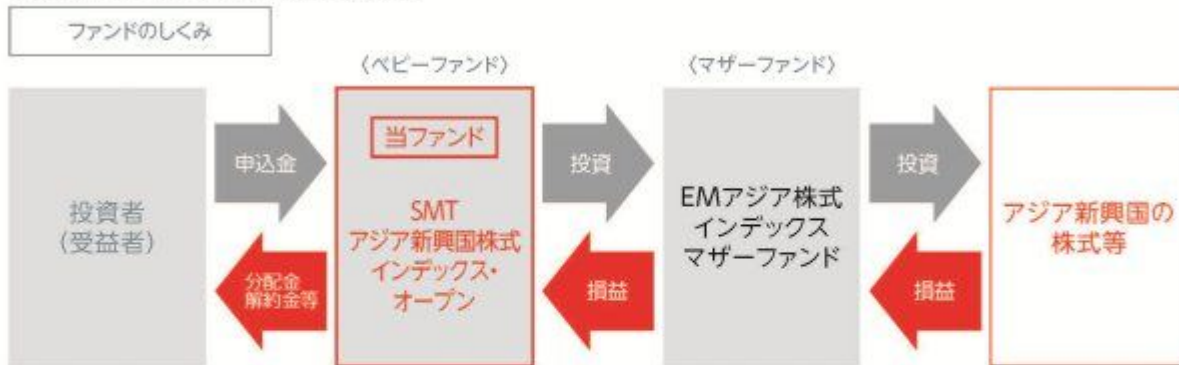 ファンドのしくみ
〈ベビーファンド〉
〈マザーファンド〉
投資者
(受益者)
申込金
分配金
解約金等
当ファンド
SMT
アジア新興国株式
インデックス・
オープン
投資
損益
EMアジア株式
インデックス
マザーファンド
投資
損益
アジア新興国の
株式等